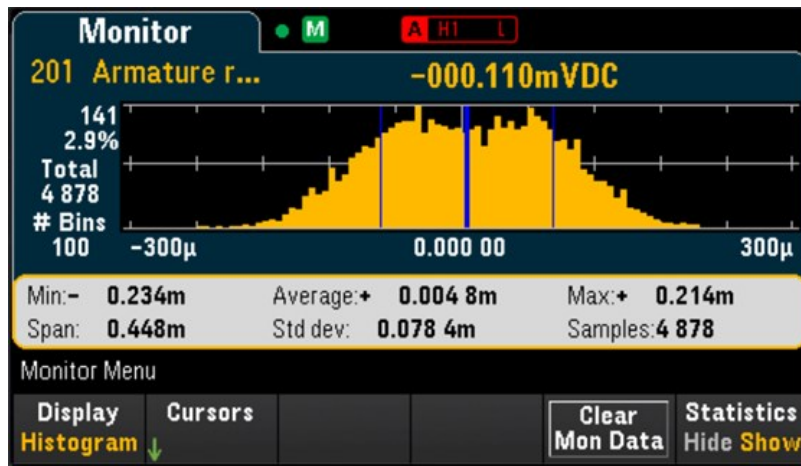 Monitor M A H1 L
201 Armature r... -000.110mVDC
141
2.9%
Total
4 878
# Bins
100 -300µ 0.000 00 300µ
Min:- 0.234m Average:+ 0.004 8m Max:+ 0.214m
Span: 0.448m Std dev: 0.078 4m Samples:4 878
Monitor Menu
Display Cursors Clear Statistics
Histogram Mon Data Hide Show